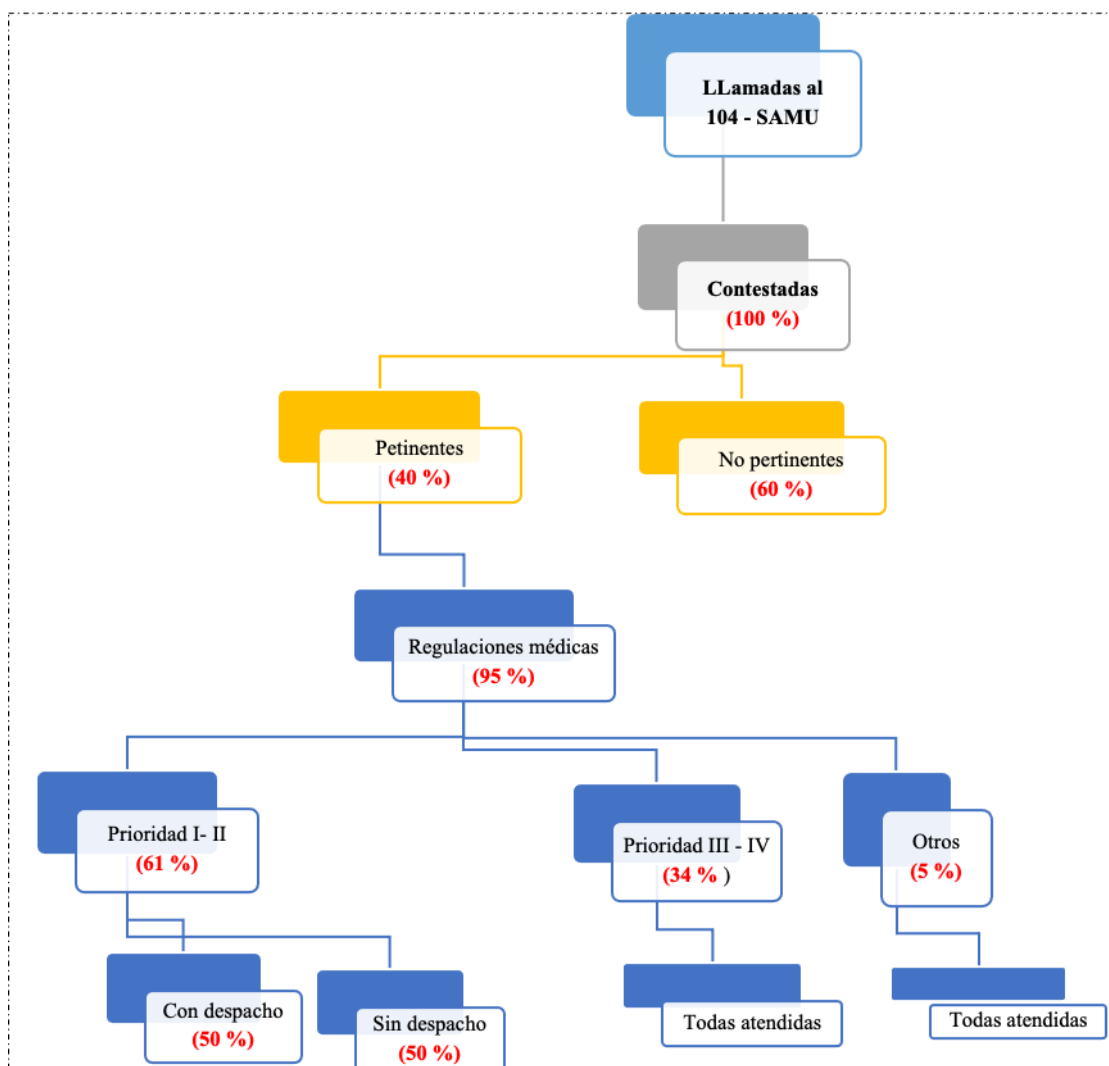 LLamadas al
104 - SAMU
Contestadas
(100 %)
Petinentes
(40 %)
No pertinentes
(60 %)
Regulaciones médicas
(95 %)
Prioridad I- II
(61 %)
Prioridad III - IV
(34 % )
Otros
(5 %)
Con despacho
(50 %)
Sin despacho
(50 %)
Todas atendidas
Todas atendidas